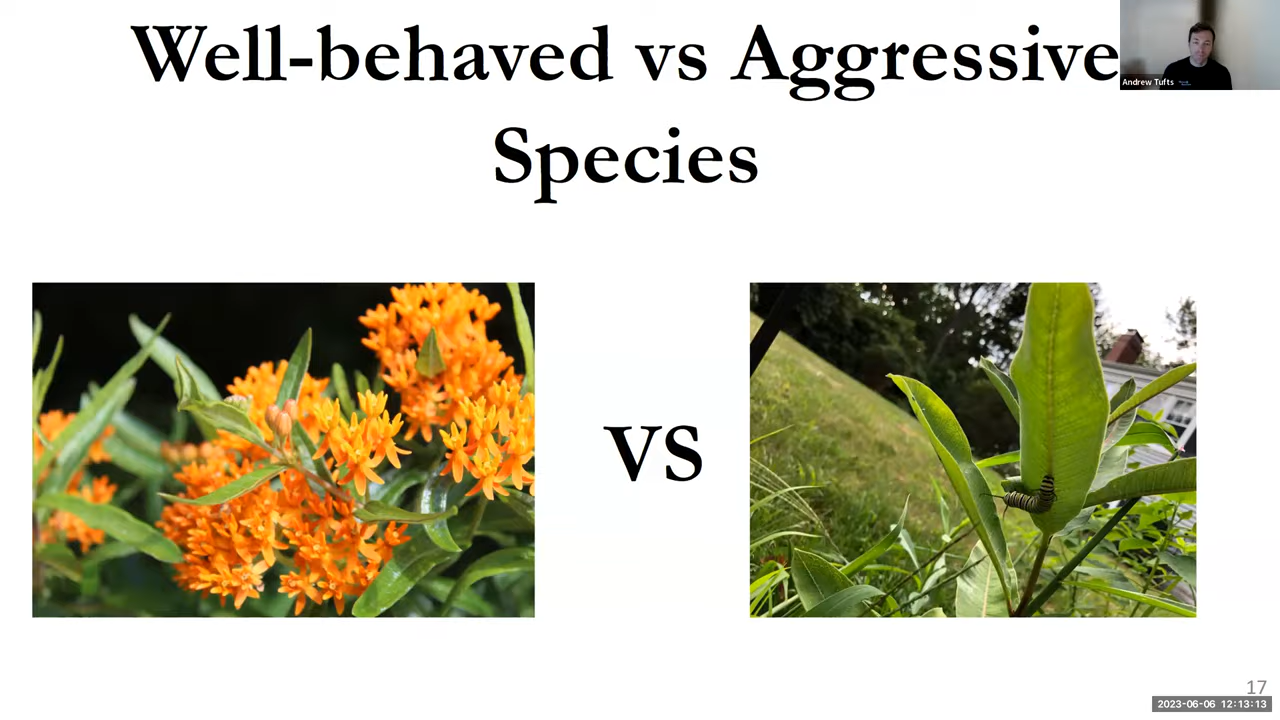 Well-behaved vs Aggressive
Species
Andrew Tufts
vs
17
2023-06-06 12:13:13